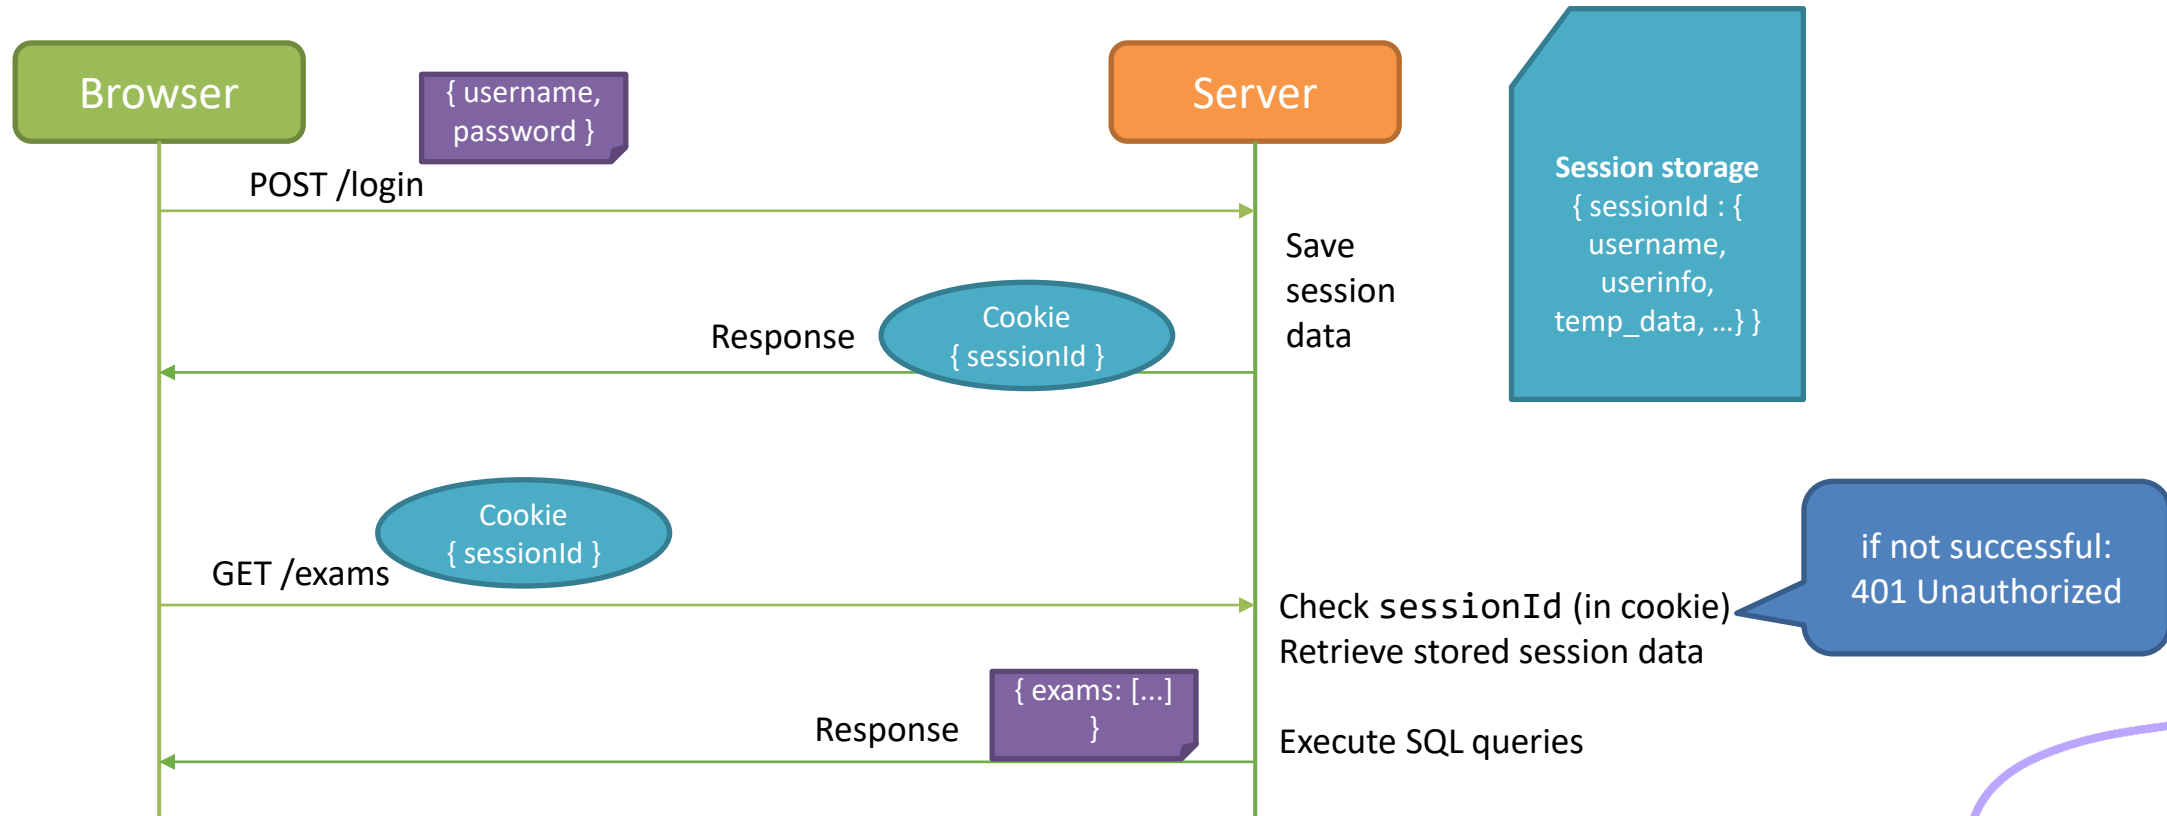 Browser
{ username,
password }
Server
POST /login
Session storage
{ sessionId : {
username,
userinfo,
temp_data, …} }
Save
session
data
Response
Cookie
{ sessionId }
Cookie
{ sessionId }
GET /exams
if not successful:
401 Unauthorized
Check sessionId (in cookie)
Retrieve stored session data
{ exams: [...]
}
Response
Execute SQL queries